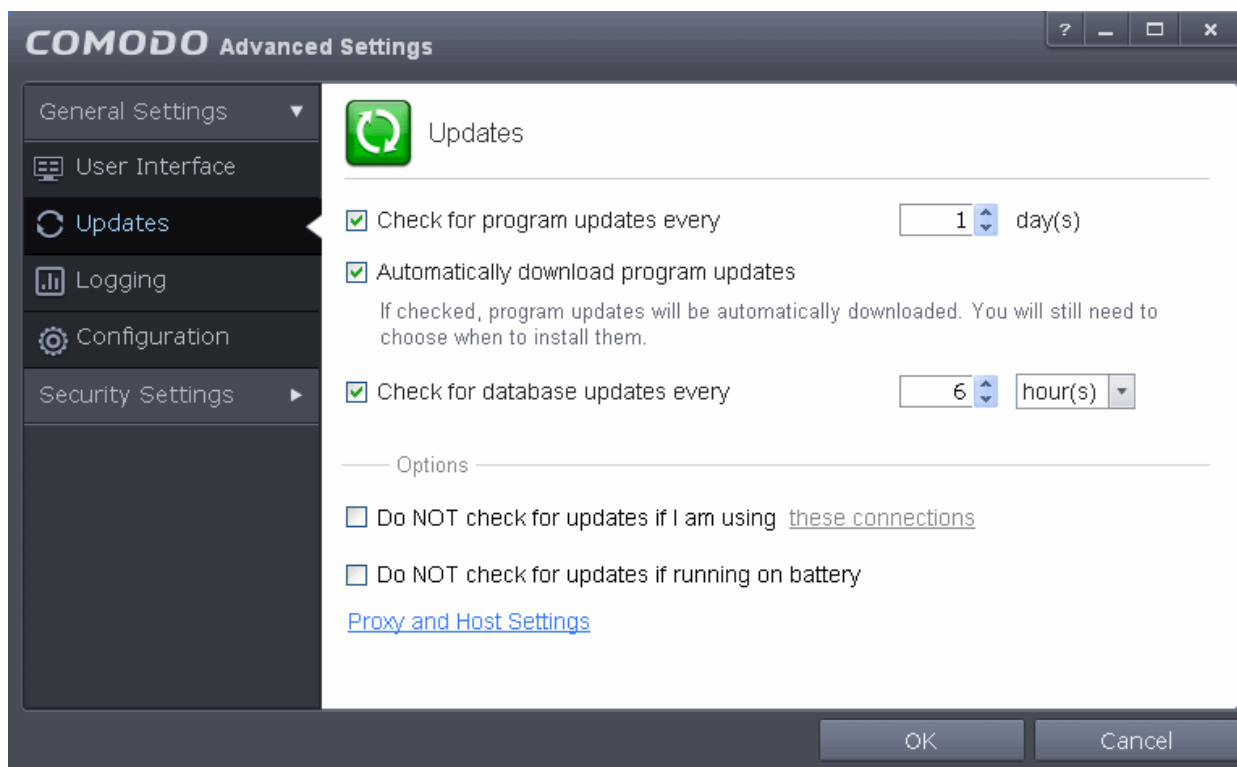 COMODO Advanced Settings
?
General Settings
User Interface
Updates
Logging
Configuration
Security Settings
Updates
Check for program updates every 1 day(s)
Automatically download program updates
If checked, program updates will be automatically downloaded. You will still need to
choose when to install them.
Check for database updates every 6 hour(s)
Options
Do NOT check for updates if I am using these connections
Do NOT check for updates if running on battery
Proxy and Host Settings
OK Cancel